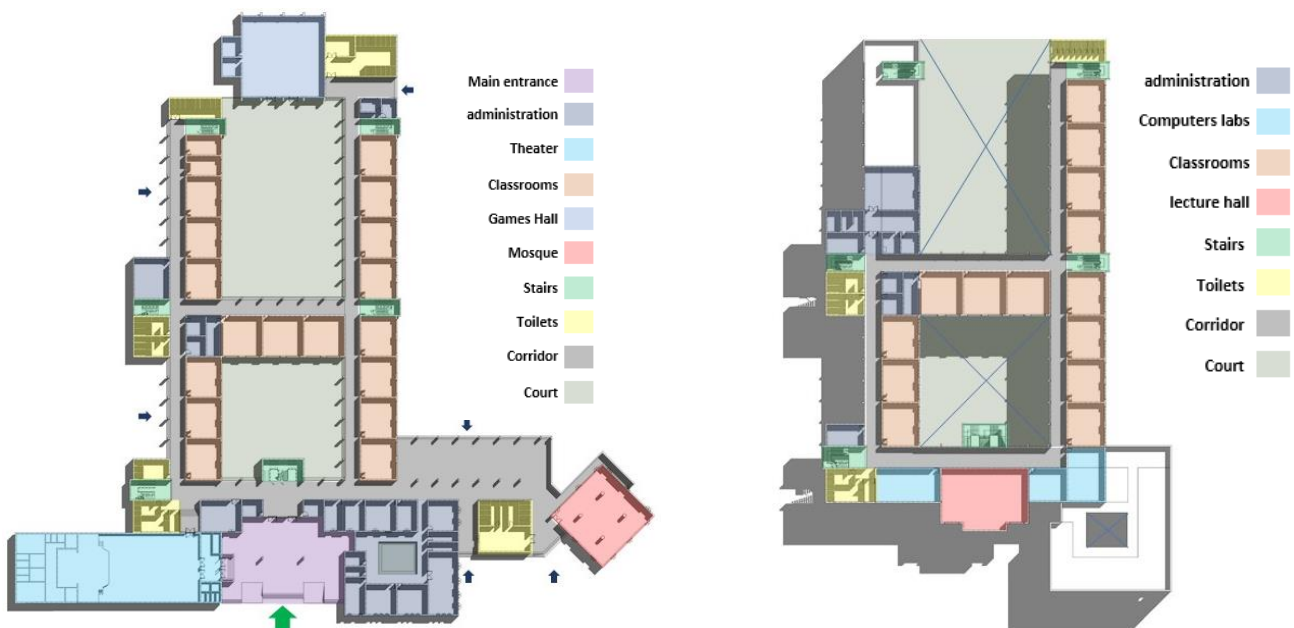 Main entrance
administration
Theater
Classrooms
Games Hall
Mosque
Stairs
Toilets
Corridor
Court
administration
Computers labs
Classrooms
lecture hall
Stairs
Toilets
Corridor
Court